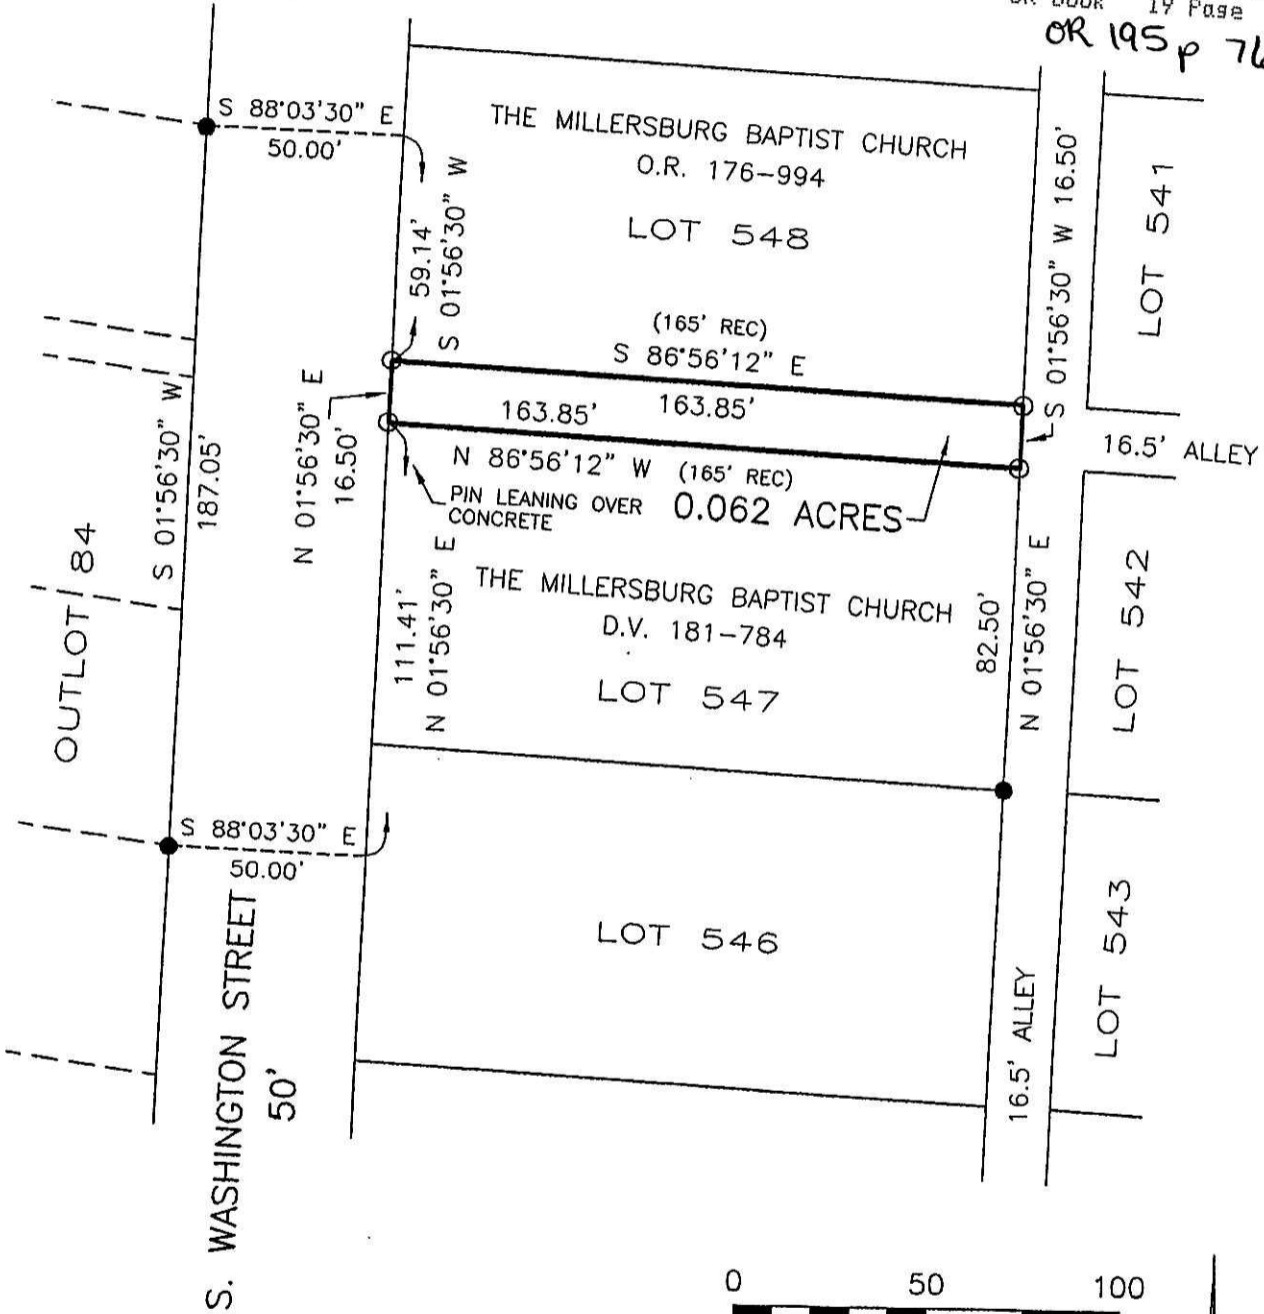 OR Book 19 Page
OR 195 p 76
S 88°03'30" E
50.00'
THE MILLERSBURG BAPTIST CHURCH
O.R. 176-994
LOT 548
59.14'
S 01°56'30" W
S 01°56'30" W 16.50'
LOT 541
(165' REC)
S 86°56'12" E
163.85'
163.85'
N 86°56'12" W (165' REC)
PIN LEANING OVER
CONCRETE
0.062 ACRES
16.5' ALLEY
S 01°56'30" W
187.05'
N 01°56'30" E
16.50'
OUTLOT 84
111.41'
N 01°56'30" E
THE MILLERSBURG BAPTIST CHURCH
D.V. 181-784
LOT 547
82.50'
N 01°56'30" E
LOT 542
S 88°03'30" E
50.00'
LOT 546
LOT 543
16.5' ALLEY
S. WASHINGTON STREET
50'
0 50 100